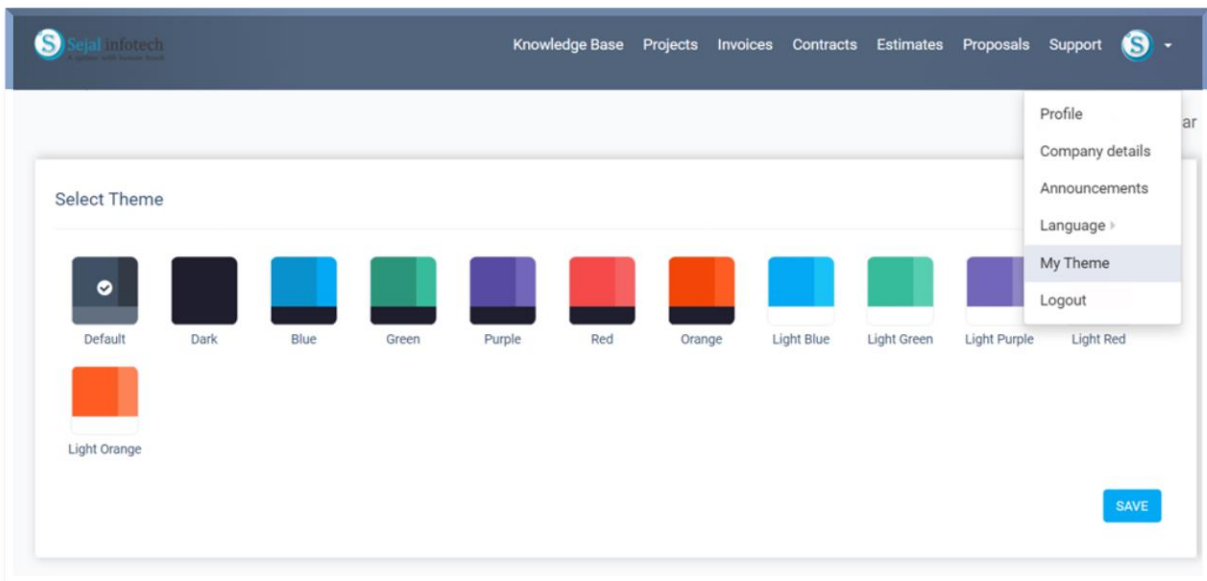 Sejal infotech
Knowledge Base Projects Invoices Contracts Estimates Proposals Support
Profile
ar
Company details
Announcements
Language
My Theme
Logout
Select Theme
Default Dark Blue Green Purple Red Orange Light Blue Light Green Light Purple Light Red
Light Orange
SAVE